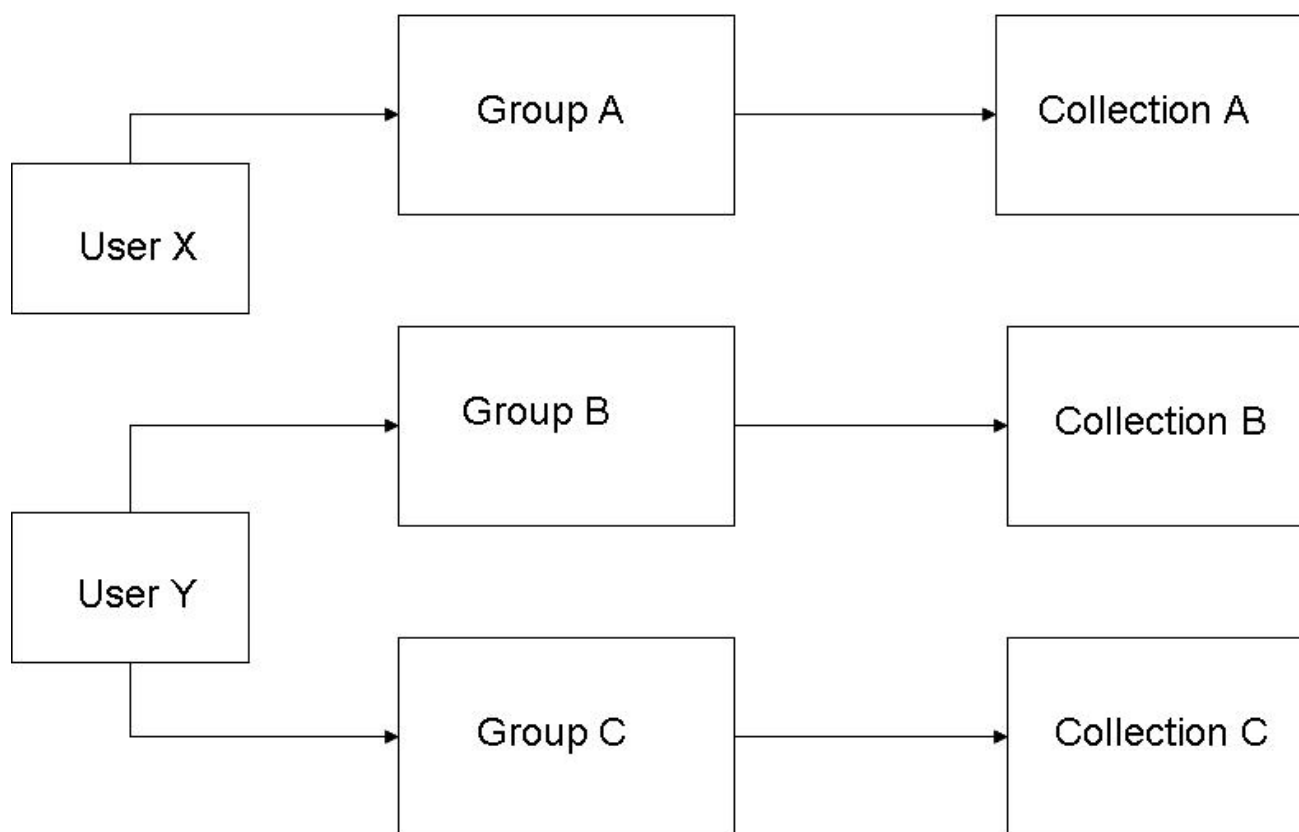 Group A
Collection A
User X
Group B
Collection B
User Y
Group C
Collection C